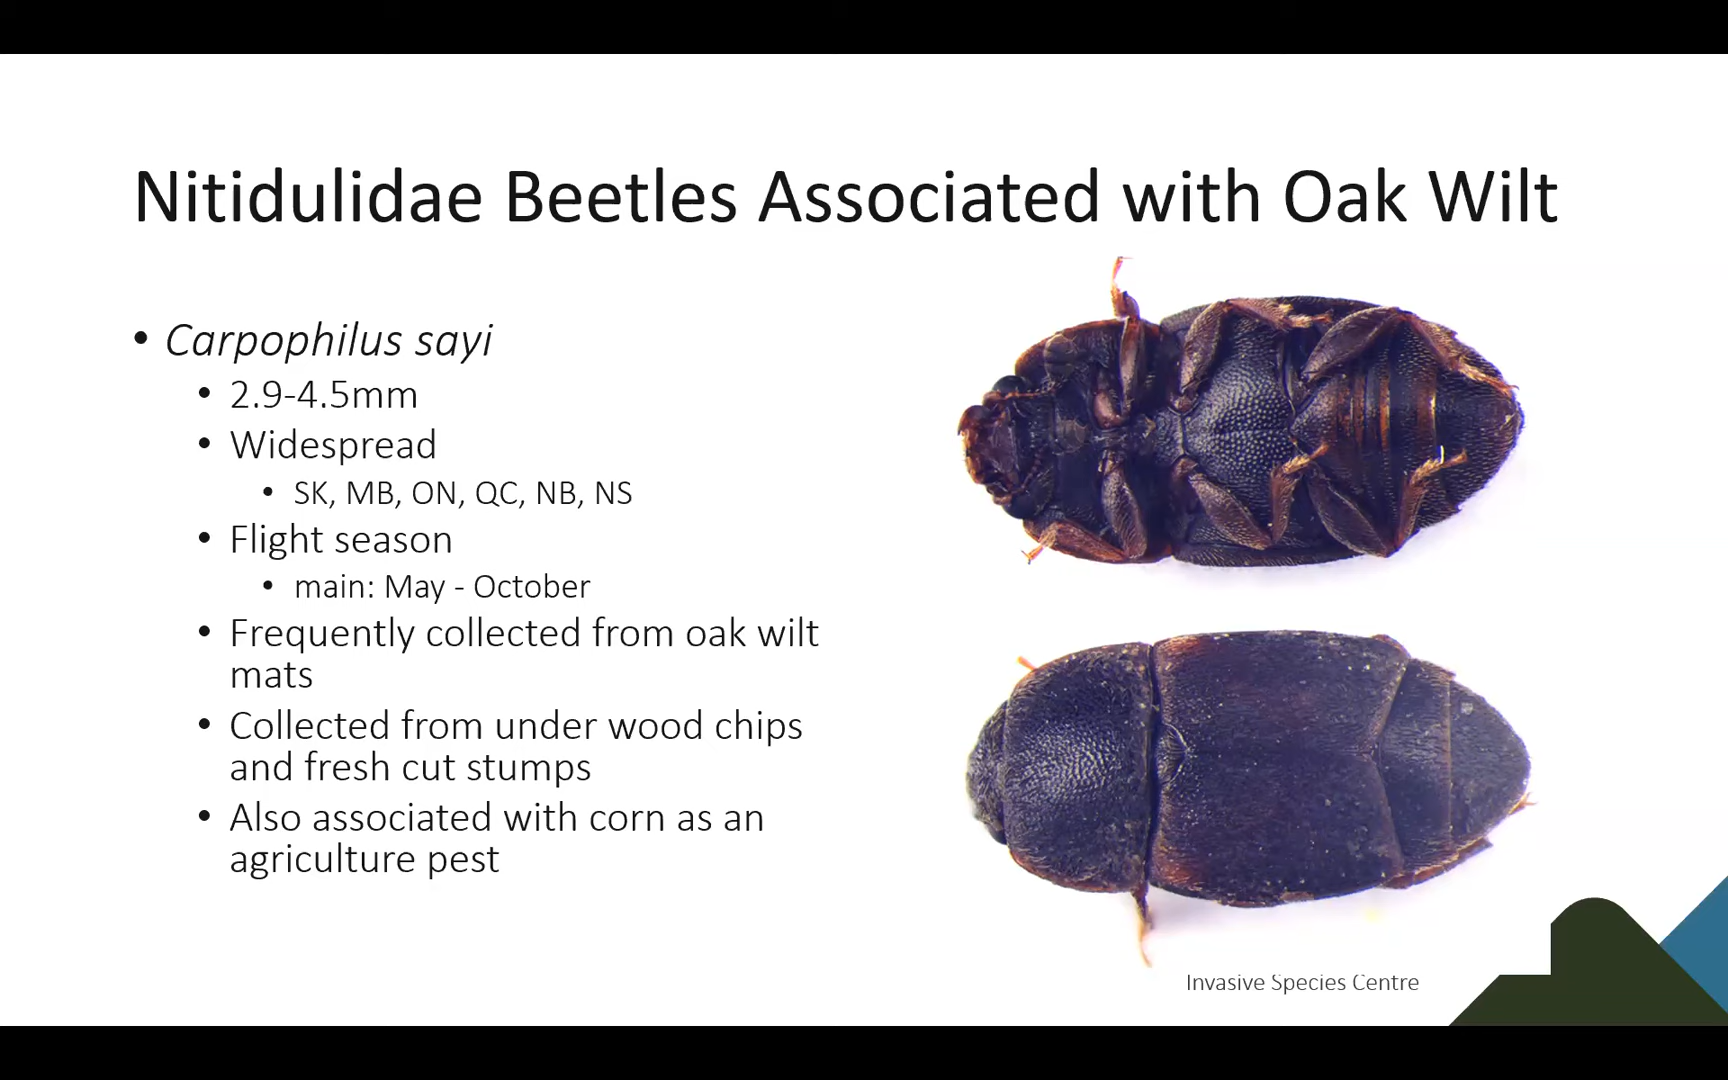 Nitidulidae Beetles Associated with Oak Wilt
• Carpophilus sayi
• 2.9-4.5mm
• Widespread
• SK, MB, ON, QC, NB, NS
• Flight season
• main: May - October
• Frequently collected from oak wilt
mats
• Collected from under wood chips
and fresh cut stumps
• Also associated with corn as an
agriculture pest
Invasive Species Centre